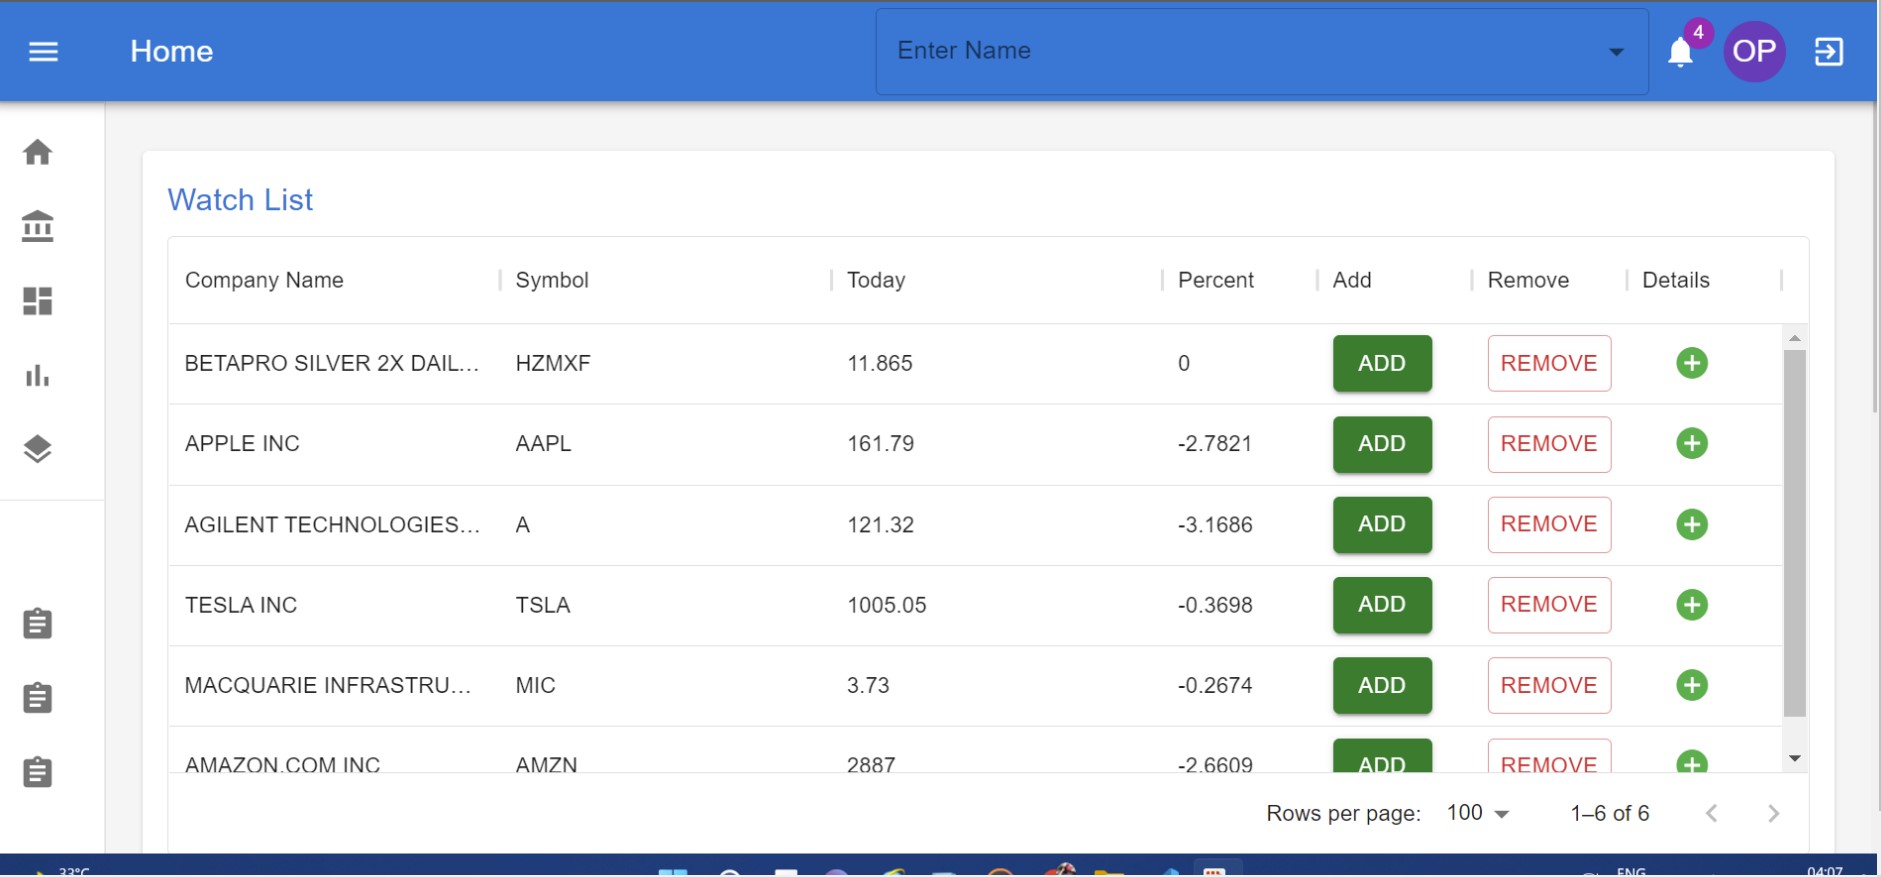 Home
Enter Name
4
OP
Watch List
Company Name Symbol Today Percent Add Remove Details
BETAPRO SILVER 2X DAIL... HZMXF 11.865 0 ADD REMOVE
APPLE INC AAPL 161.79 -2.7821 ADD REMOVE
AGILENT TECHNOLOGIES... A 121.32 -3.1686 ADD REMOVE
TESLA INC TSLA 1005.05 -0.3698 ADD REMOVE
MACQUARIE INFRASTRU... MIC 3.73 -0.2674 ADD REMOVE
AMAZON.COM INC AMZN 2887 -2.6609 ADD REMOVE
Rows per page: 100 1–6 of 6
33°C ENG 04:07